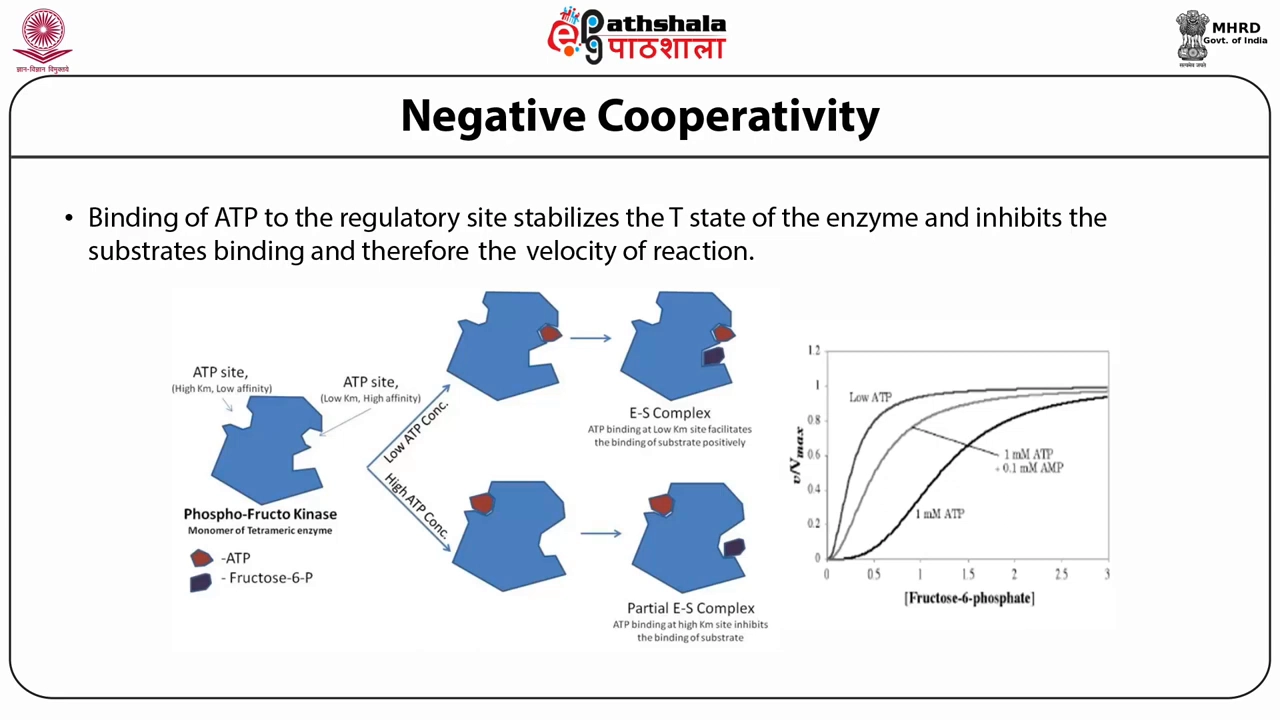 ज्ञान-विज्ञान विमुक्तये
ePathshala
पाठशाला
MHRD
Govt. of India
सत्यमेव जयते
Negative Cooperativity
• Binding of ATP to the regulatory site stabilizes the T state of the enzyme and inhibits the
substrates binding and therefore the velocity of reaction.
ATP site,
(High Km, Low affinity)
ATP site,
(Low Km, High affinity)
Phospho-Fructo Kinase
Monomer of Tetrameric enzyme
-ATP
- Fructose-6-P
Low ATP Conc.
High ATP Conc.
E-S Complex
ATP binding at Low Km site facilitates
the binding of substrate positively
Partial E-S Complex
ATP binding at high Km site inhibits
the binding of substrate
v/Vmax
1.2
1
0.8
0.6
0.4
0.2
0
Low ATP
1 mM ATP
+ 0.1 mM AMP
1 mM ATP
0 0.5 1 1.5 2 2.5 3
[Fructose-6-phosphate]